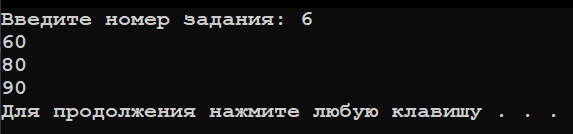 Введите номер задания: 6
60
80
90
Для продолжения нажмите любую клавишу . . .